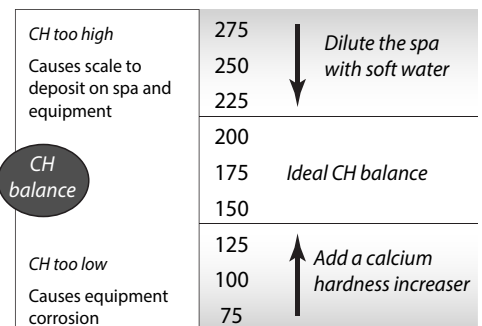 CH too high
Causes scale to
deposit on spa and
equipment
275
250
225
Dilute the spa
with soft water
CH
balance
200
175
150
Ideal CH balance
CH too low
Causes equipment
corrosion
125
100
75
Add a calcium
hardness increaser